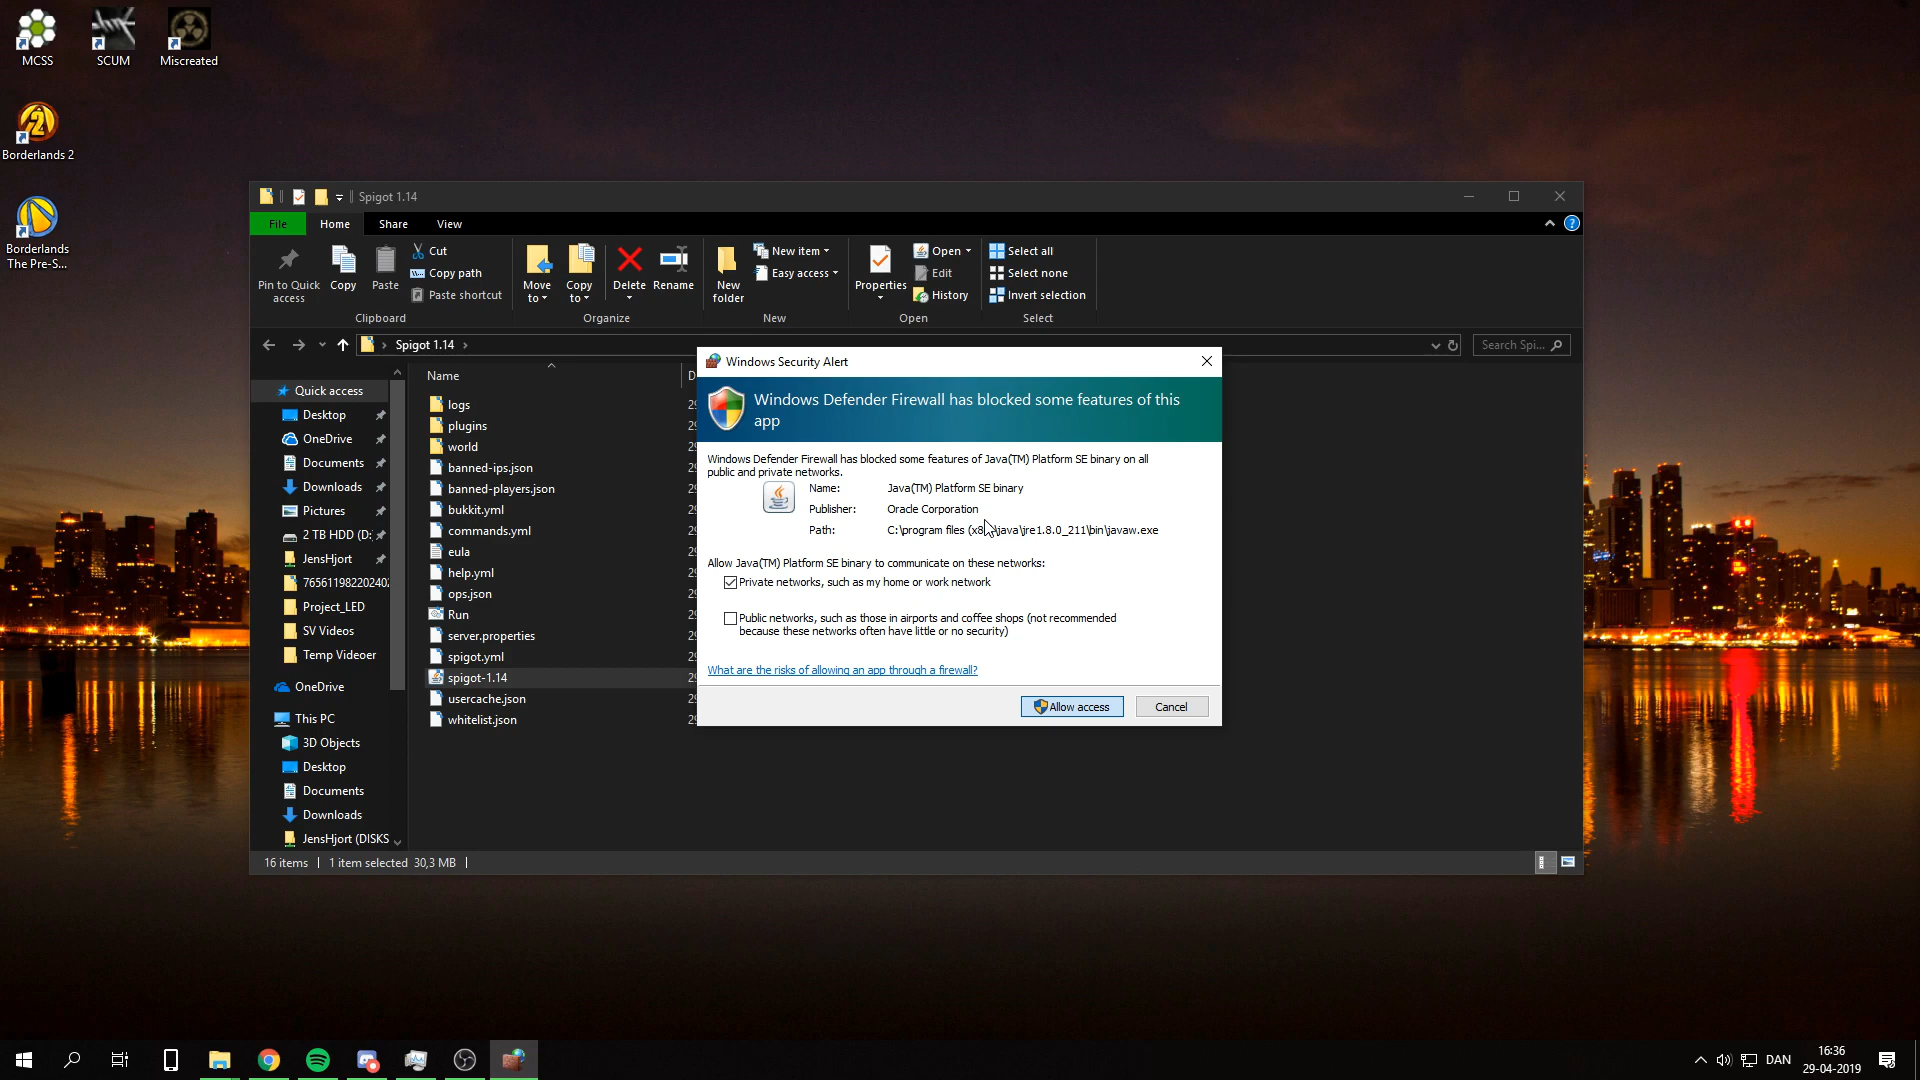 MCSS
SCUM
Miscreated
Borderlands 2
Borderlands
The Pre-S...
Spigot 1.14
File
Home
Share
View
Pin to Quick
access
Copy
Paste
Cut
Copy path
Paste shortcut
Clipboard
Move
to
Copy
to
Delete
Rename
Organize
New
folder
New item
Easy access
New
Properties
Open
Edit
History
Open
Select all
Select none
Invert selection
Select
Spigot 1.14
Search Spi...
Quick access
Desktop
OneDrive
Documents
Downloads
Pictures
2 TB HDD (D:)
JensHjort
76561198220240
Project_LED
SV Videos
Temp Videoer
OneDrive
This PC
3D Objects
Desktop
Documents
Downloads
JensHjort (DISKS
Name
logs
plugins
world
banned-ips.json
banned-players.json
bukkit.yml
commands.yml
eula
help.yml
ops.json
Run
server.properties
spigot.yml
spigot-1.14
usercache.json
whitelist.json
Windows Security Alert
Windows Defender Firewall has blocked some features of this
app
Windows Defender Firewall has blocked some features of Java(TM) Platform SE binary on all
public and private networks.
Name: Java(TM) Platform SE binary
Publisher: Oracle Corporation
Path: C:\program files (x8 \java\jre1.8.0_211\bin\javaw.exe
Allow Java(TM) Platform SE binary to communicate on these networks:
Private networks, such as my home or work network
Public networks, such as those in airports and coffee shops (not recommended
because these networks often have little or no security)
What are the risks of allowing an app through a firewall?
Allow access
Cancel
16 items
1 item selected 30,3 MB
DAN
16:36
29-04-2019